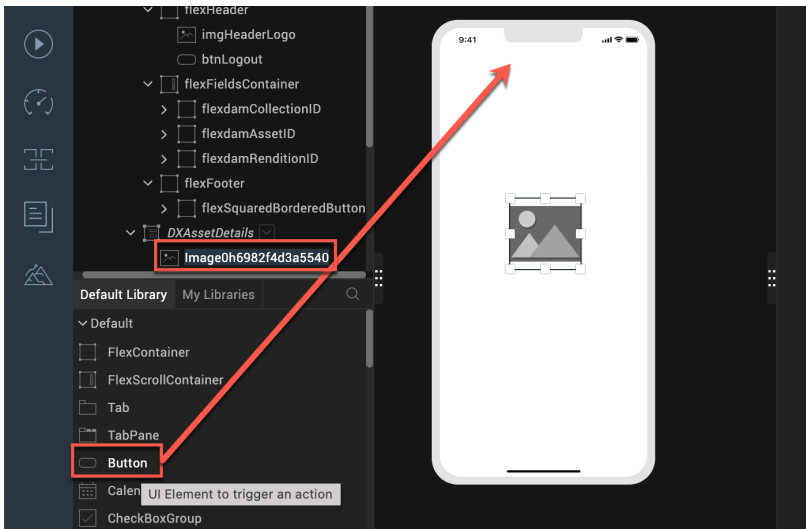 flexHeader
imgHeaderLogo
btnLogout
flexFieldsContainer
flexdamCollectionID
flexdamAssetID
flexdamRenditionID
flexFooter
flexSquaredBorderedButton
DXAssetDetails
Image0h6982f4d3a5540
Default Library My Libraries
Default
FlexContainer
FlexScrollContainer
Tab
TabPane
Button
Calen UI Element to trigger an action
CheckBoxGroup
9:41